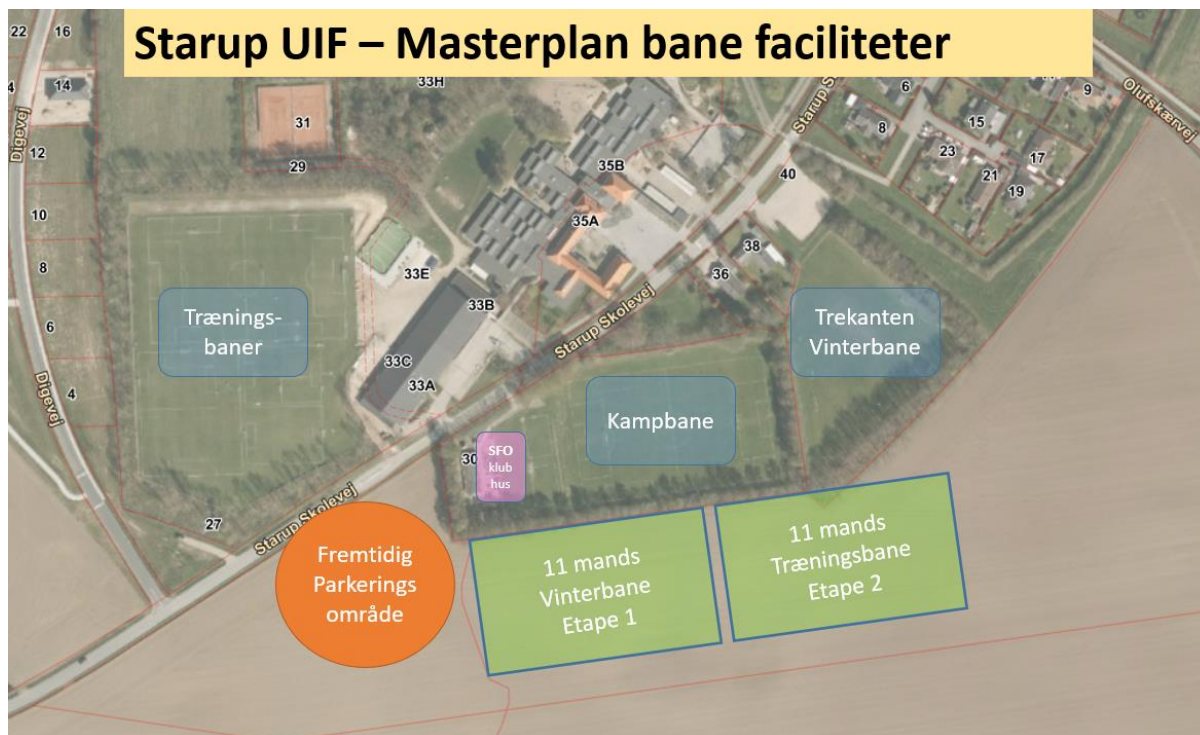 Starup UIF – Masterplan bane faciliteter
22
16
14
12
10
8
6
4
Digevej
Digevej
31
29
33H
35B
35A
33E
33B
33C
33A
Starup Skolevej
40
38
36
6
8
15
9
23
21
17
19
Olufskærvej
Trænings-
baner
Trekanten
Vinterbane
Kampbane
30
SFO
klub
hus
27
Starup Skolevej
Fremtidig
Parkerings
område
11 mands
Vinterbane
Etape 1
11 mands
Træningsbane
Etape 2